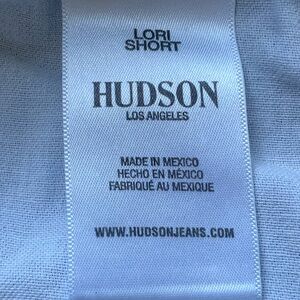 LORI
SHORT
HUDSON
LOS ANGELES
MADE IN MEXICO
HECHO EN MÉXICO
FABRIQUÉ AU MEXIQUE
WWW.HUDSONJEANS.COM